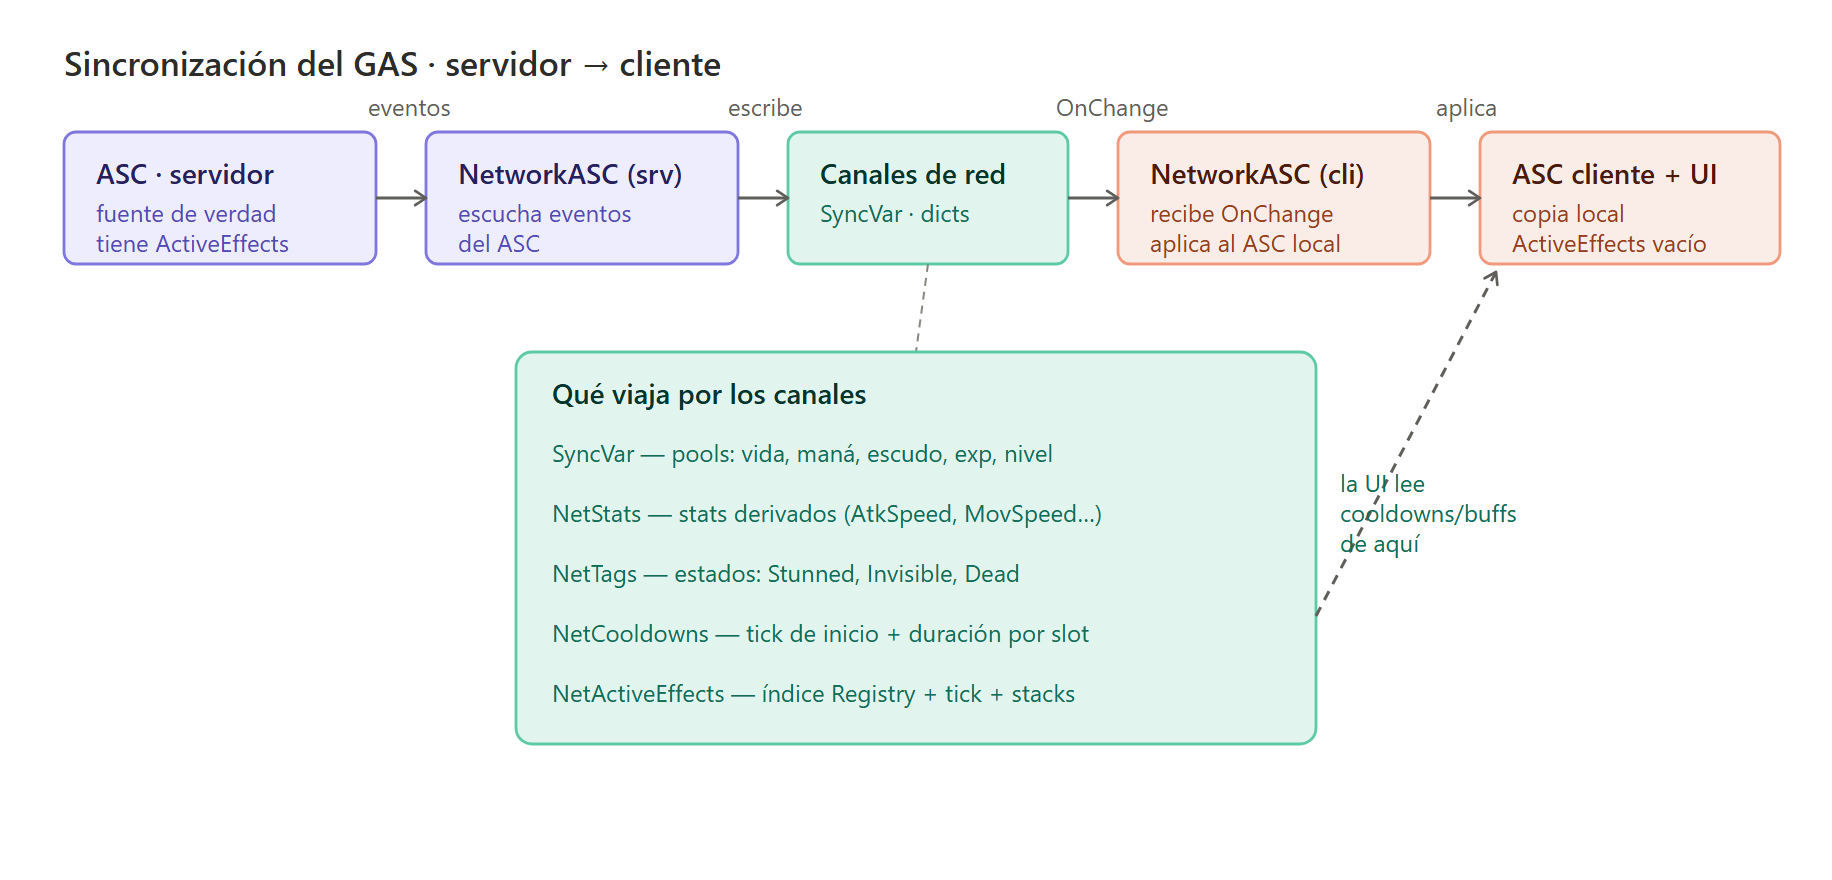 Sincronización del GAS · servidor → cliente
eventos
escribe
OnChange
aplica
ASC · servidor
fuente de verdad
tiene ActiveEffects
NetworkASC (srv)
escucha eventos
del ASC
Canales de red
SyncVar · dicts
NetworkASC (cli)
recibe OnChange
aplica al ASC local
ASC cliente + UI
copia local
ActiveEffects vacío
Qué viaja por los canales
SyncVar — pools: vida, maná, escudo, exp, nivel
NetStats — stats derivados (AtkSpeed, MovSpeed...)
NetTags — estados: Stunned, Invisible, Dead
NetCooldowns — tick de inicio + duración por slot
NetActiveEffects — índice Registry + tick + stacks
la UI lee
cooldowns/buffs
de aquí